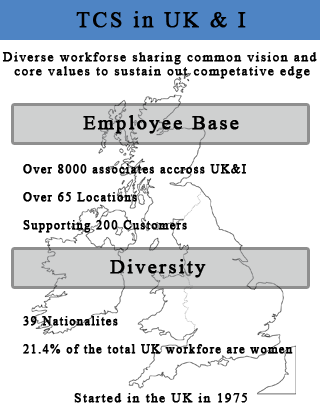 TCS in UK & I
Diverse workforse sharing common vision and
core values to sustain out competative edge
Employee Base
Over 8000 associates accross UK&I
Over 65 Locations
Supporting 200 Customers
Diversity
39 Nationalites
21.4% of the total UK workfore are women
Started in the UK in 1975